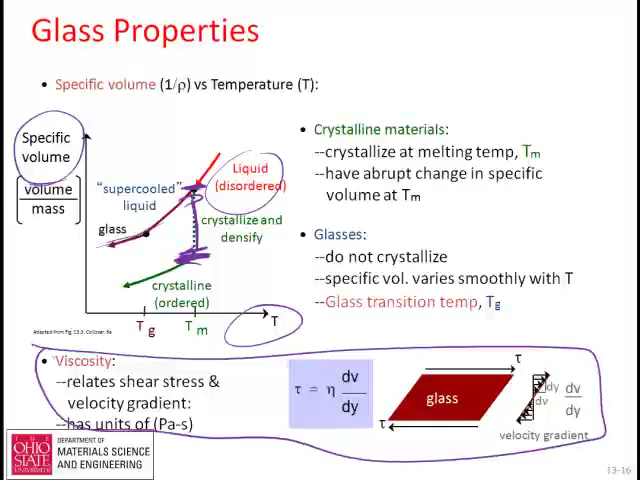 Glass Properties
• Specific volume (1/ρ) vs Temperature (T):
Specific
volume
volume
mass
"supercooled"
liquid
glass
Liquid
(disordered)
crystallize and
densify
crystalline
(ordered)
T
Tg
Tm
Adapted from Fig. 13.5, Callister, 6e
• Crystalline materials:
--crystallize at melting temp, Tm
--have abrupt change in specific
volume at Tm
• Glasses:
--do not crystallize
--specific vol. varies smoothly with T
--Glass transition temp, Tg
• Viscosity:
--relates shear stress &
velocity gradient:
--has units of (Pa-s)
τ = η dv
dy
τ
glass
τ
dy
dv
dv
dy
velocity gradient
THE
OHIO
STATE
UNIVERSITY
DEPARTMENT OF
MATERIALS SCIENCE
AND ENGINEERING
13-16